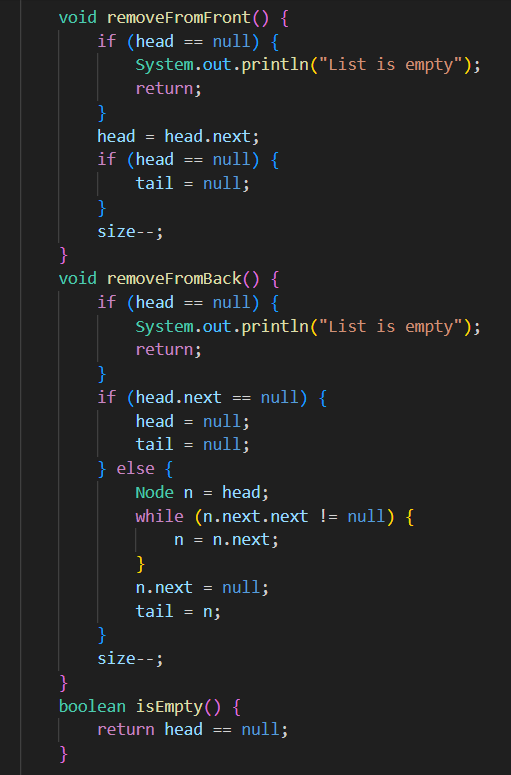 void removeFromFront() {
if (head == null) {
System.out.println("List is empty");
return;
}
head = head.next;
if (head == null) {
tail = null;
}
size--;
}
void removeFromBack() {
if (head == null) {
System.out.println("List is empty");
return;
}
if (head.next == null) {
head = null;
tail = null;
} else {
Node n = head;
while (n.next.next != null) {
n = n.next;
}
n.next = null;
tail = n;
}
size--;
}
boolean isEmpty() {
return head == null;
}